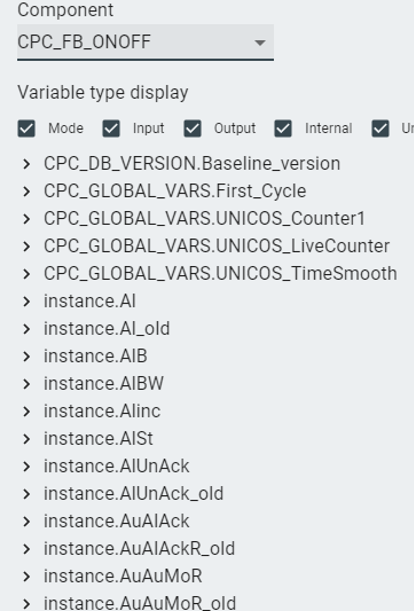 Component
CPC_FB_ONOFF
Variable type display
Mode Input Output Internal
CPC_DB_VERSION.Baseline_version
CPC_GLOBAL_VARS.First_Cycle
CPC_GLOBAL_VARS.UNICOS_Counter1
CPC_GLOBAL_VARS.UNICOS_LiveCounter
CPC_GLOBAL_VARS.UNICOS_TimeSmooth
instance.Al
instance.Al_old
instance.AlB
instance.AlBW
instance.Alinc
instance.AlSt
instance.AlUnAck
instance.AlUnAck_old
instance.AuAlAck
instance.AuAlAckR_old
instance.AuAuMoR
instance.AuAuMoR_old